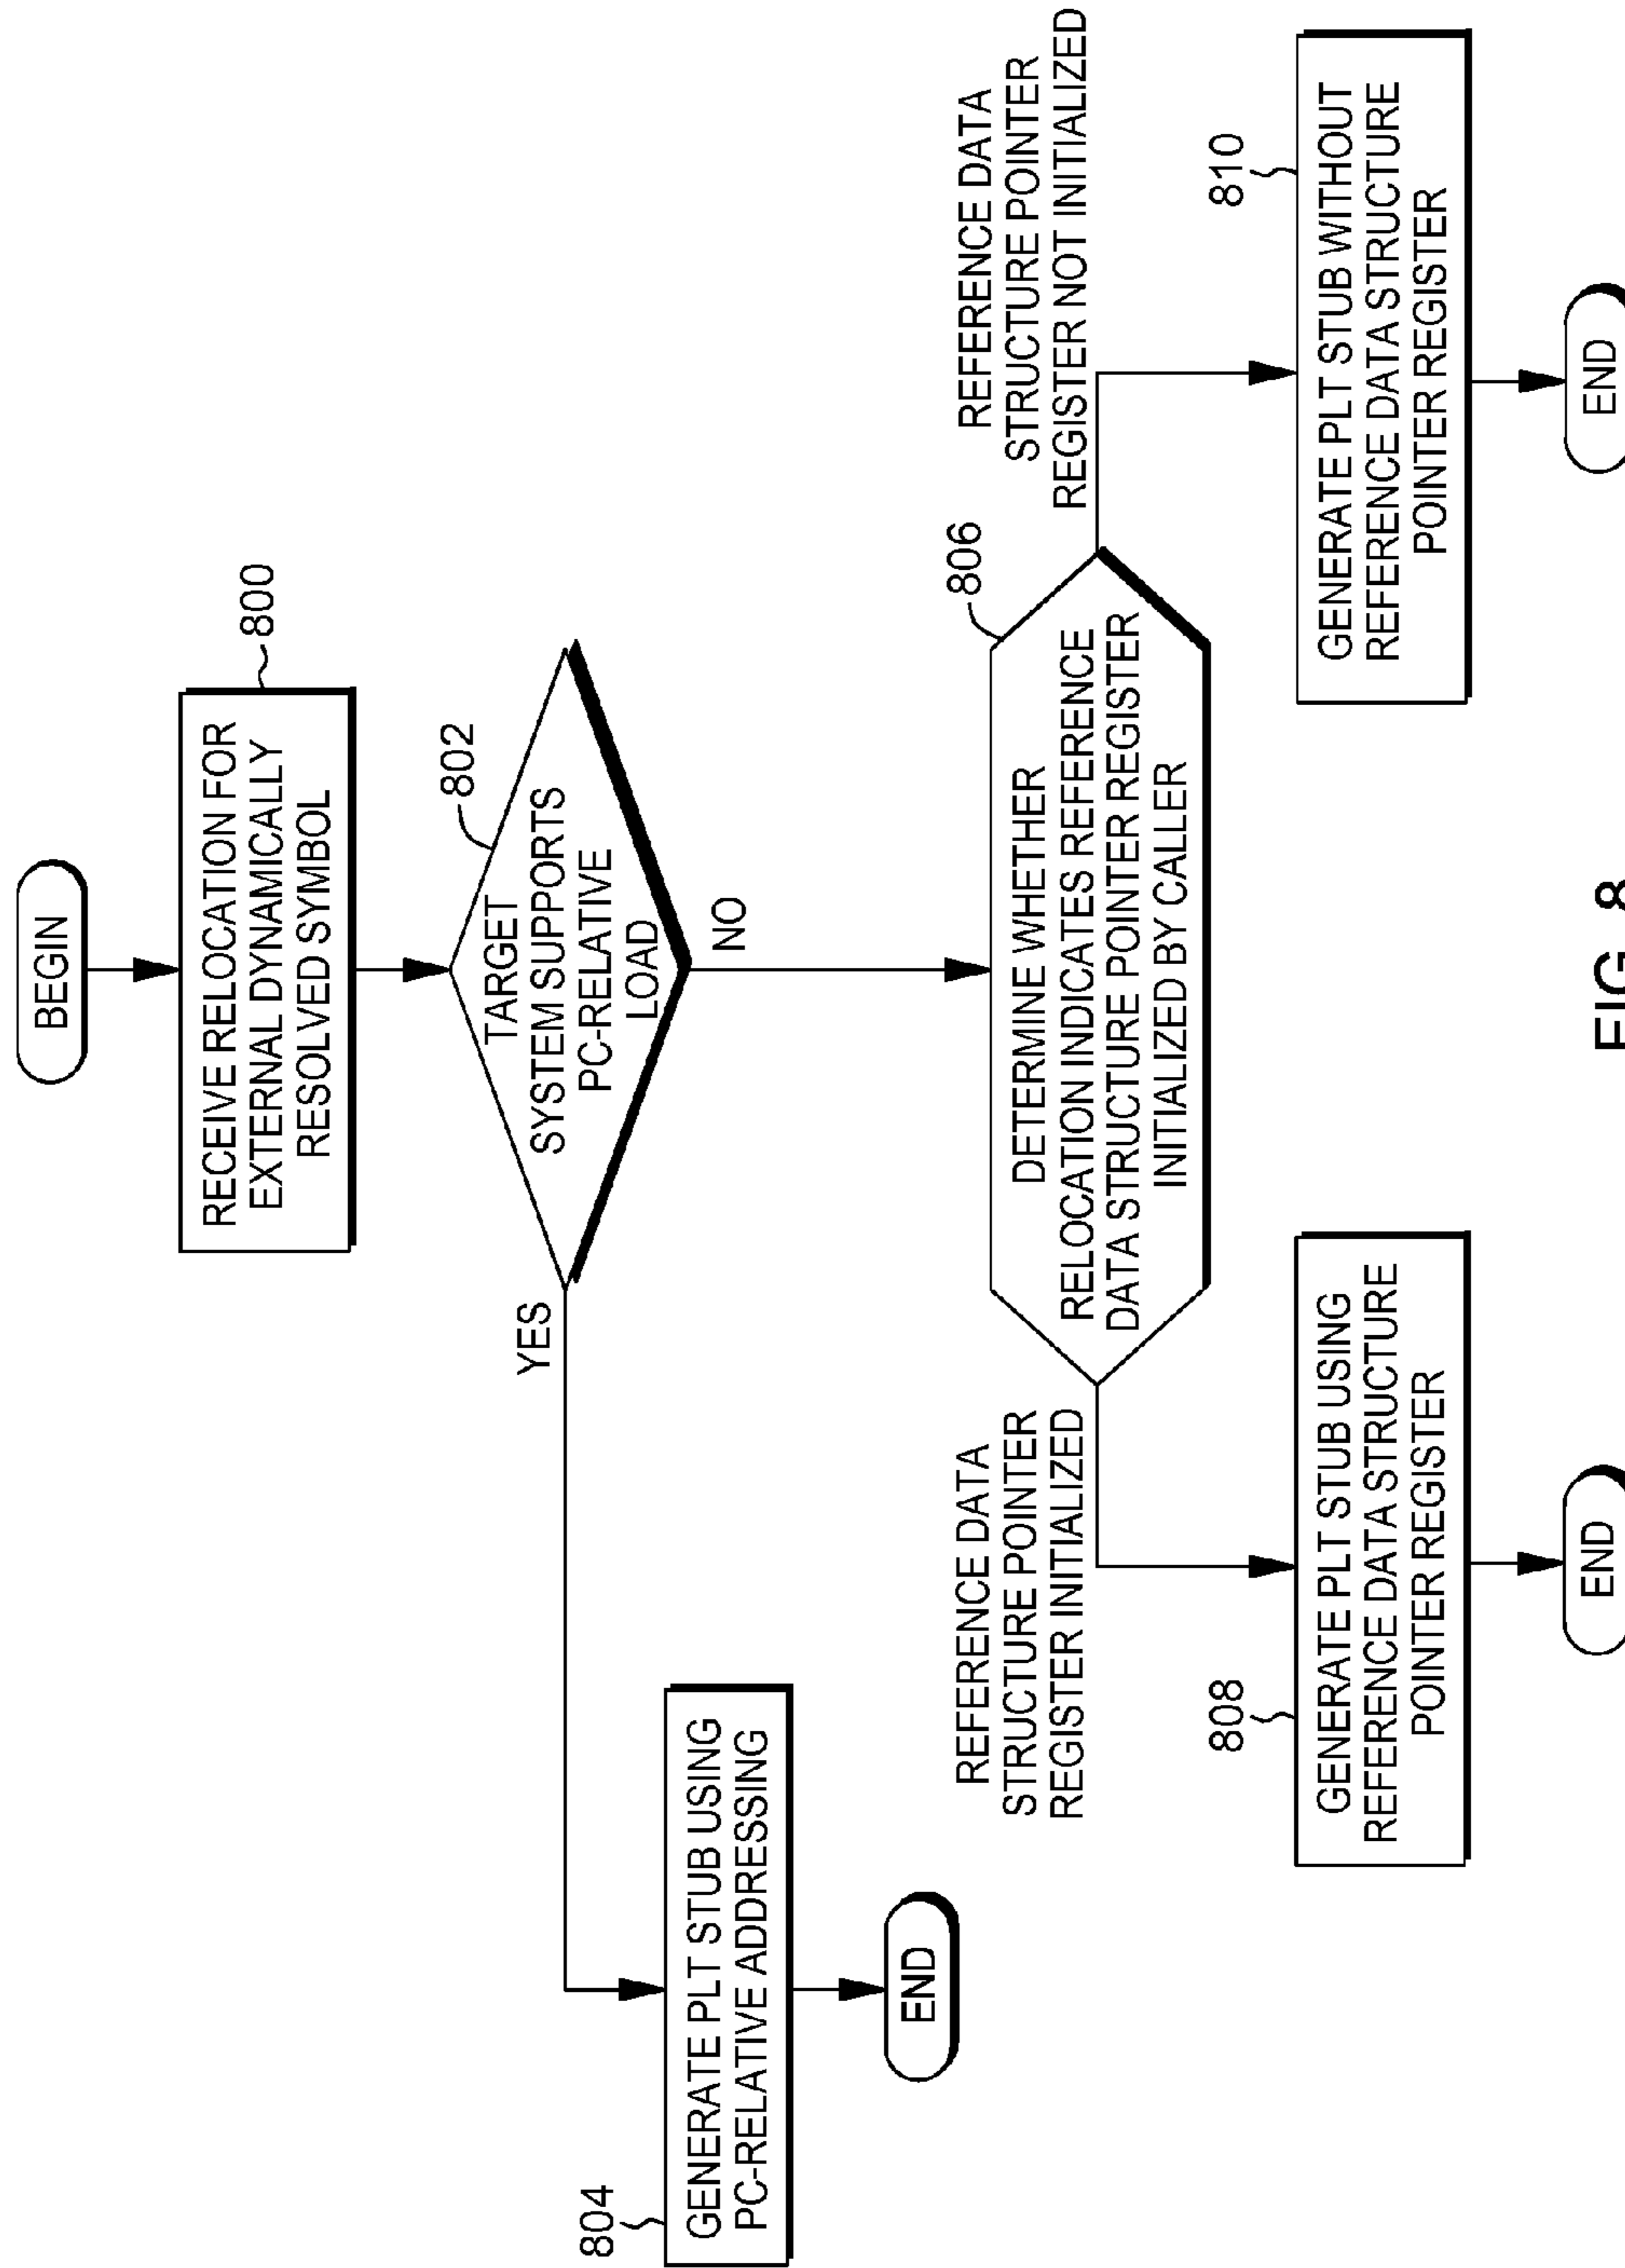 BEGIN
RECEIVE RELOCATION FOR
EXTERNAL DYNAMICALLY
RESOLVED SYMBOL
800
TARGET
SYSTEM SUPPORTS
PC-RELATIVE
LOAD
802
YES
NO
804
GENERATE PLT STUB USING
PC-RELATIVE ADDRESSING
END
DETERMINE WHETHER
RELOCATION INDICATES REFERENCE
DATA STRUCTURE POINTER REGISTER
INITIALIZED BY CALLER
806
REFERENCE DATA
STRUCTURE POINTER
REGISTER INITIALIZED
REFERENCE DATA
STRUCTURE POINTER
REGISTER NOT INITIALIZED
808
GENERATE PLT STUB USING
REFERENCE DATA STRUCTURE
POINTER REGISTER
END
810
GENERATE PLT STUB WITHOUT
REFERENCE DATA STRUCTURE
POINTER REGISTER
END
FIG. 8